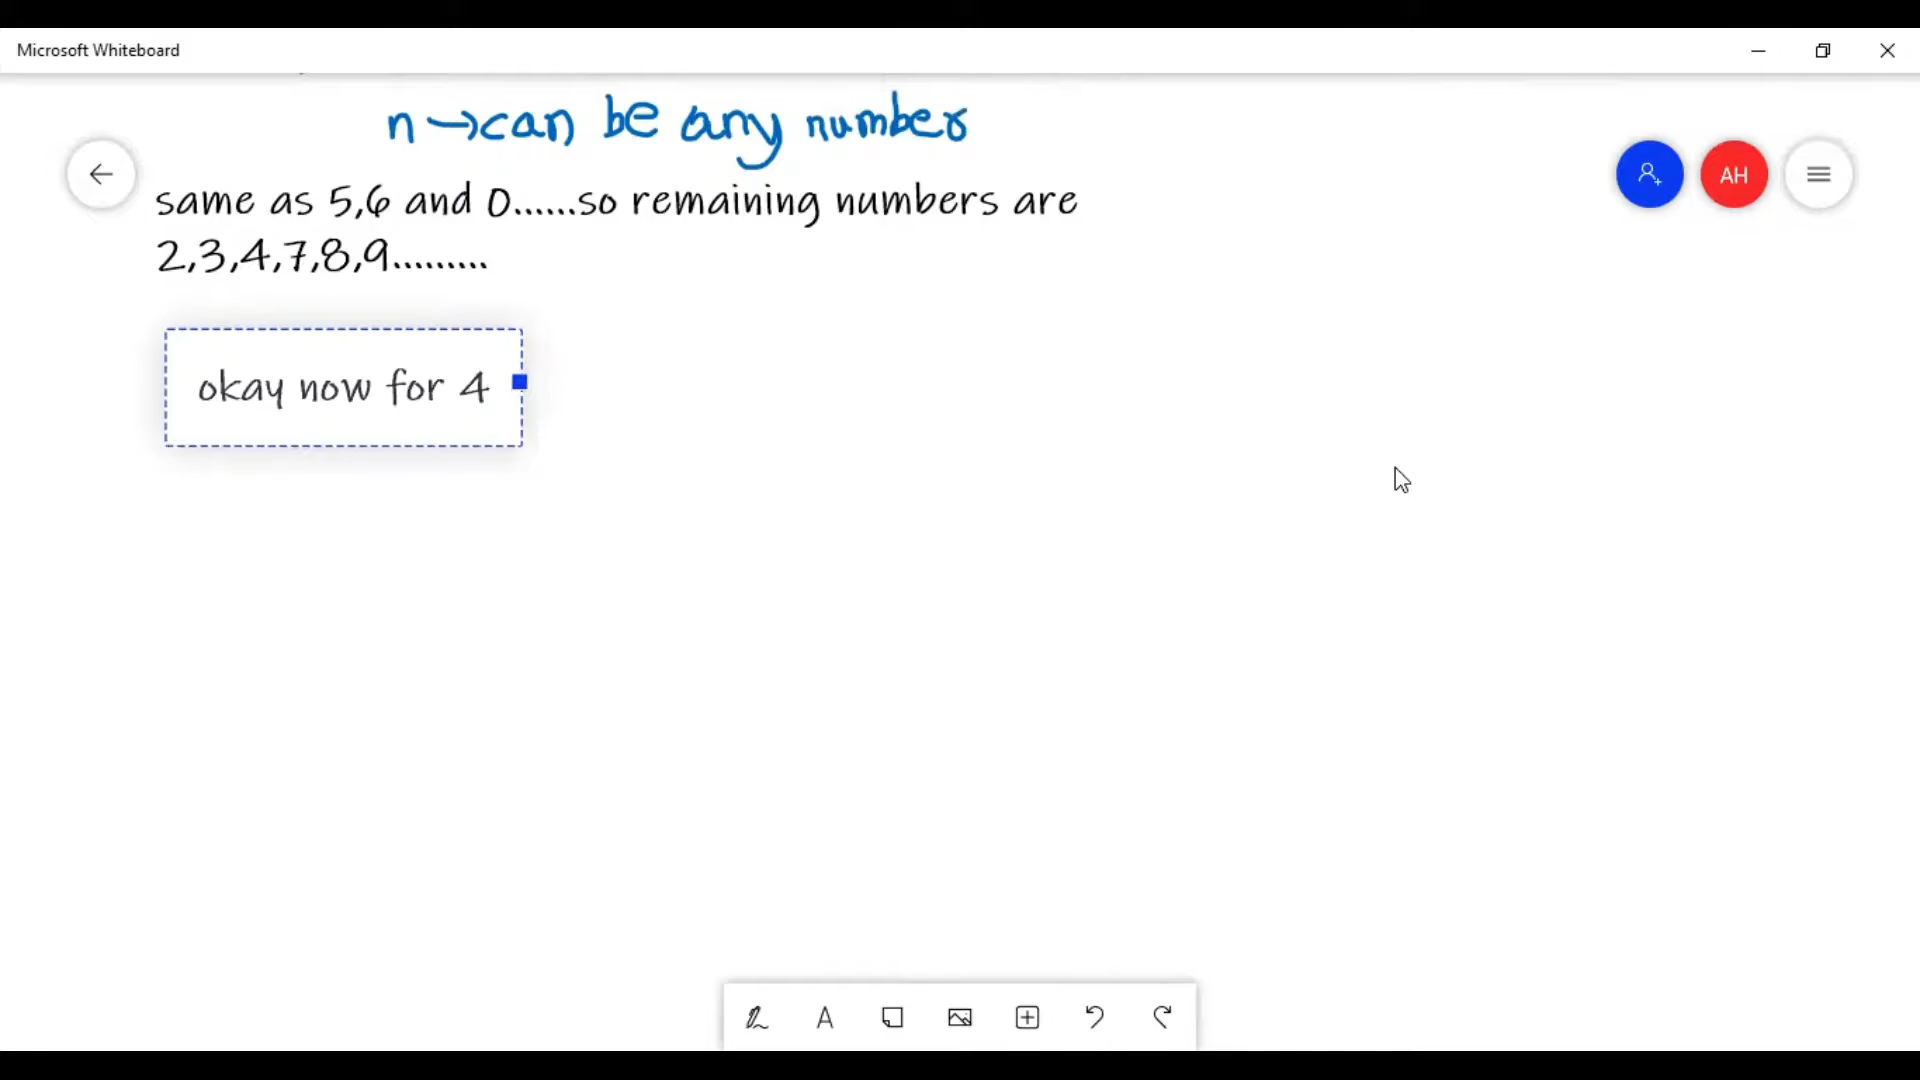 Microsoft Whiteboard
n→can be any number
AH
same as 5,6 and 0......so remaining numbers are
2,3,4,7,8,9.........
okay now for 4